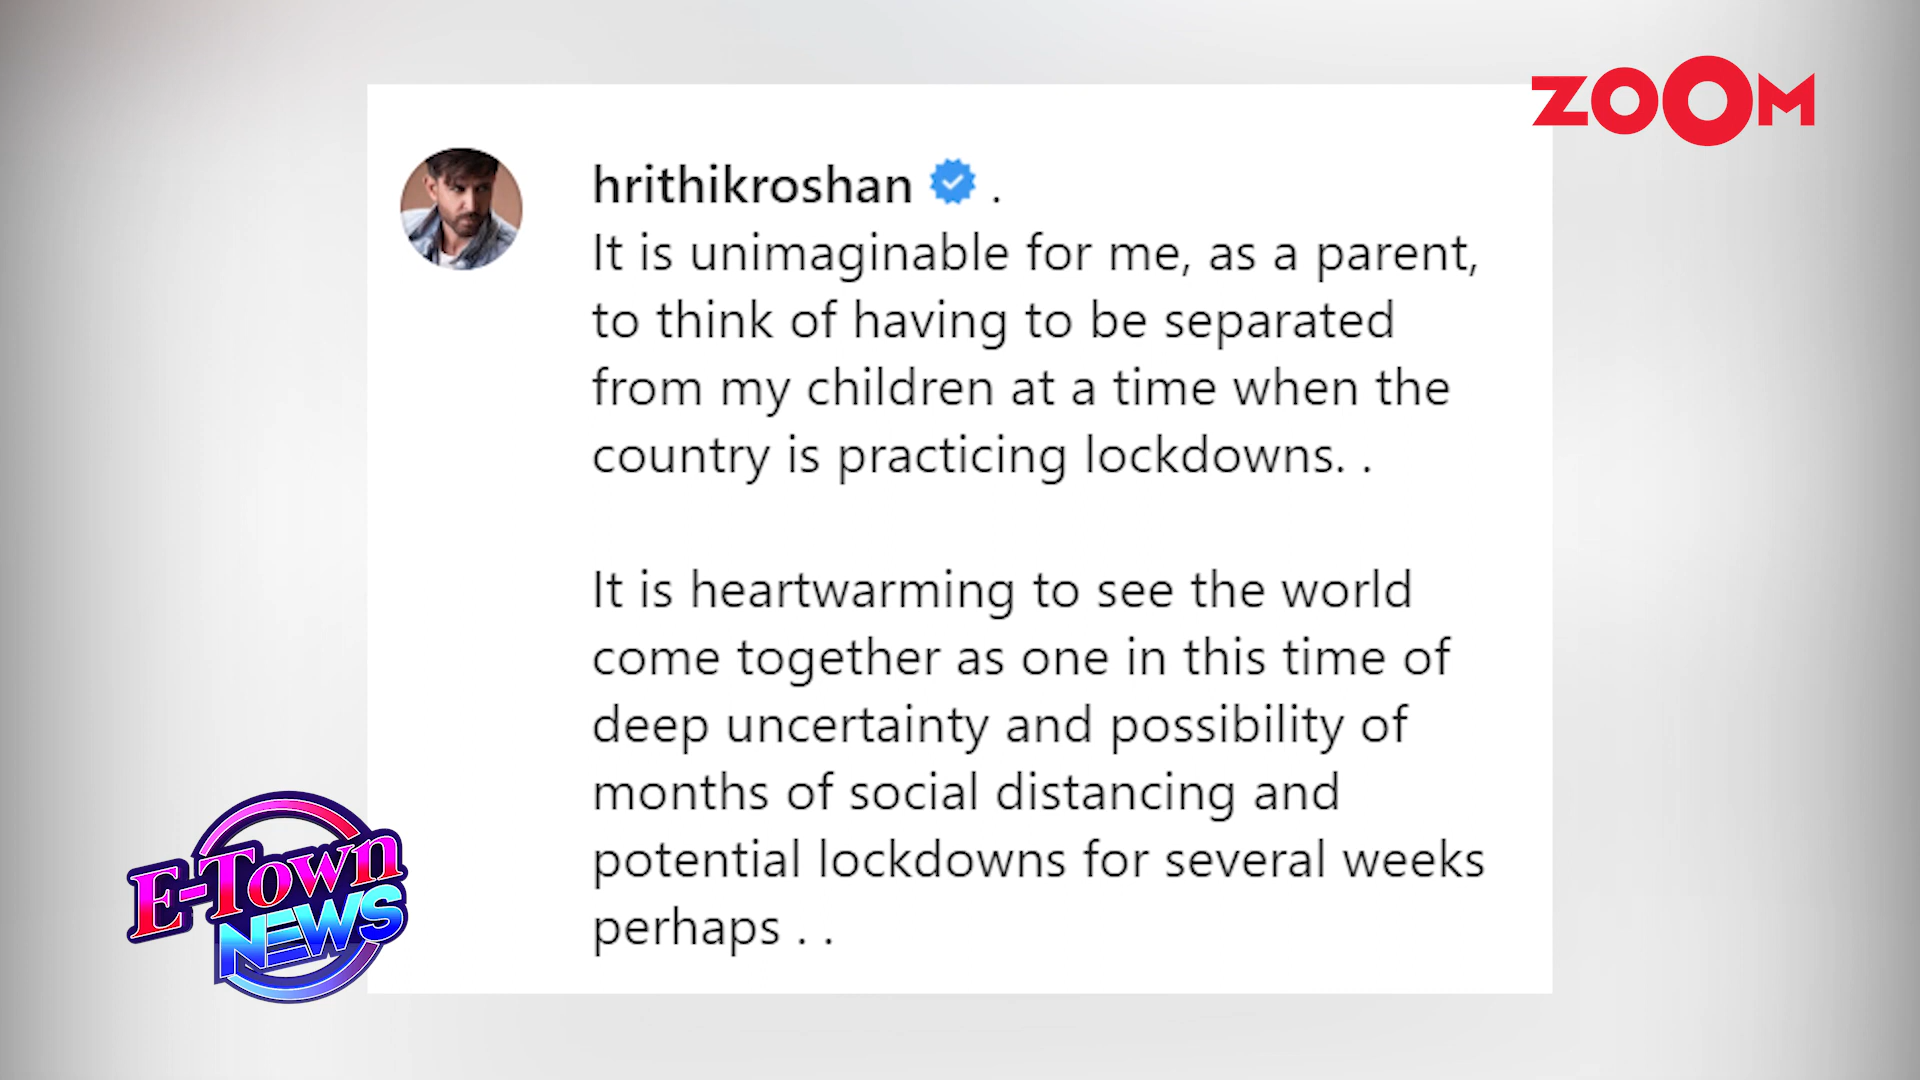 ZOOM
hrithikroshan .
It is unimaginable for me, as a parent,
to think of having to be separated
from my children at a time when the
country is practicing lockdowns. .
It is heartwarming to see the world
come together as one in this time of
deep uncertainty and possibility of
months of social distancing and
potential lockdowns for several weeks
perhaps . .
E-Town
NEWS